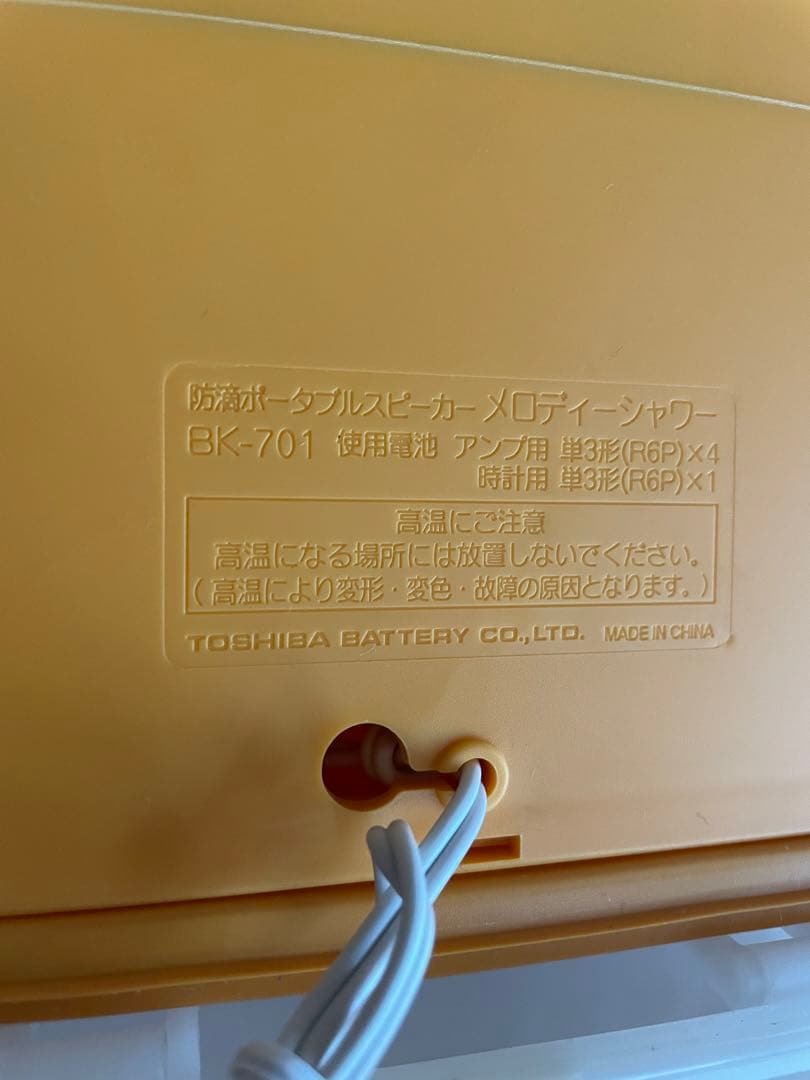 防滴ポータブルスピーカー メロディーシャワー
BK-701 使用電池 アンプ用 単3形(R6P)×4
時計用 単3形(R6P)×1
高温にご注意
高温になる場所には放置しないでください。
(高温により変形・変色・故障の原因となります。)
TOSHIBA BATTERY CO.,LTD. MADE IN CHINA